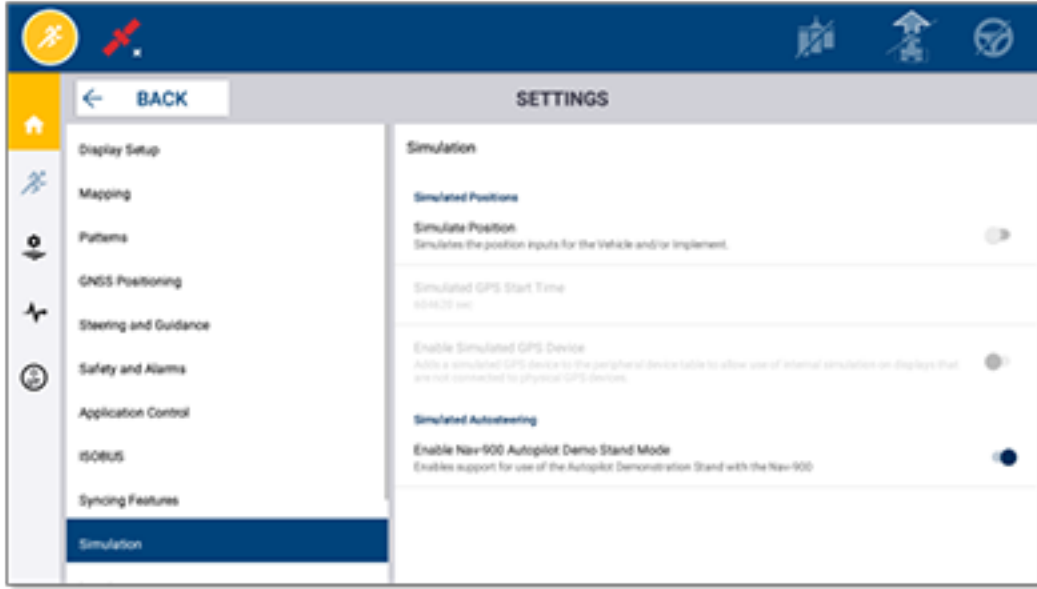 BACK
SETTINGS
Display Setup
Mapping
Patterns
GNSS Positioning
Steering and Guidance
Safety and Alarms
Application Control
ISOBUS
Syncing Features
Simulation
Simulation
Simulated Positions
Simulate Position
Simulates the position inputs for the Vehicle and/or Implement.
Simulated GPS Start Time
604620 sec
Enable Simulated GPS Device
Adds a simulated GPS device to the peripheral device table to allow use of internal simulation on displays that
are not connected to physical GPS devices.
Simulated Autosteering
Enable Nav-900 Autopilot Demo Stand Mode
Enables support for use of the Autopilot Demonstration Stand with the Nav-900